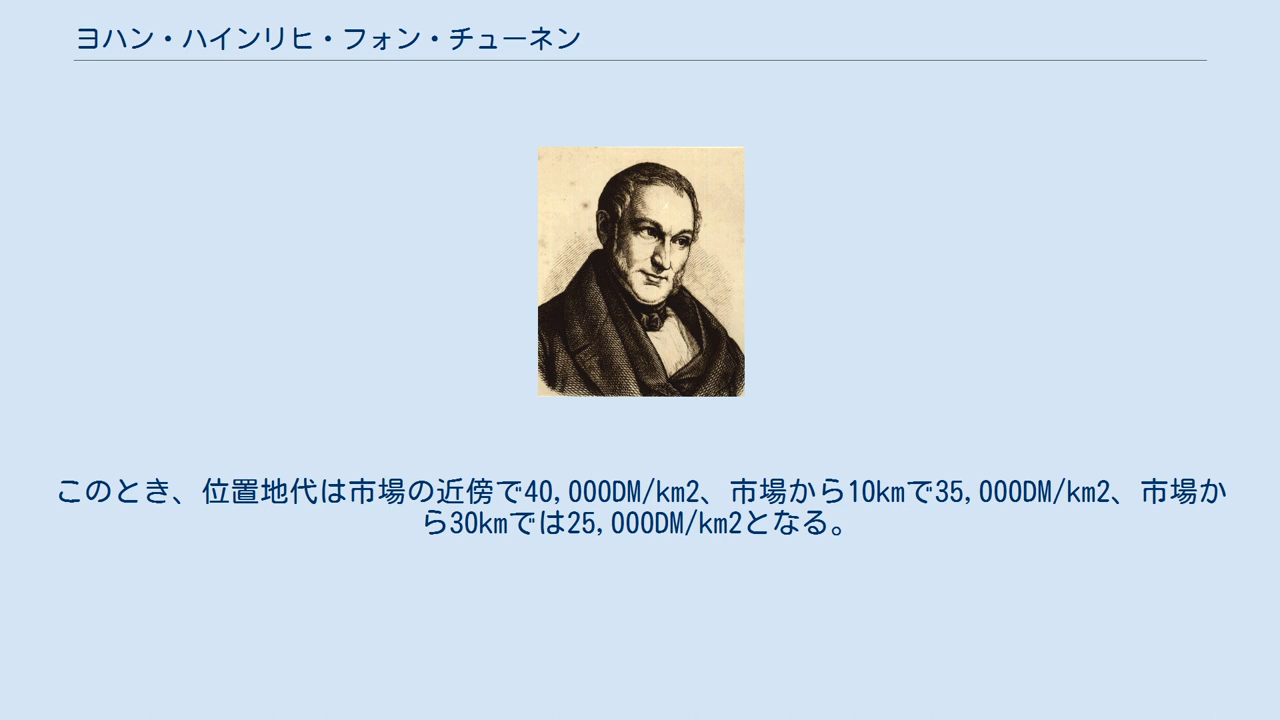 ヨハン・ハインリヒ・フォン・チューネン
このとき、位置地代は市場の近傍で40,000DM/km2、市場から10kmで35,000DM/km2、市場か
ら30kmでは25,000DM/km2となる。